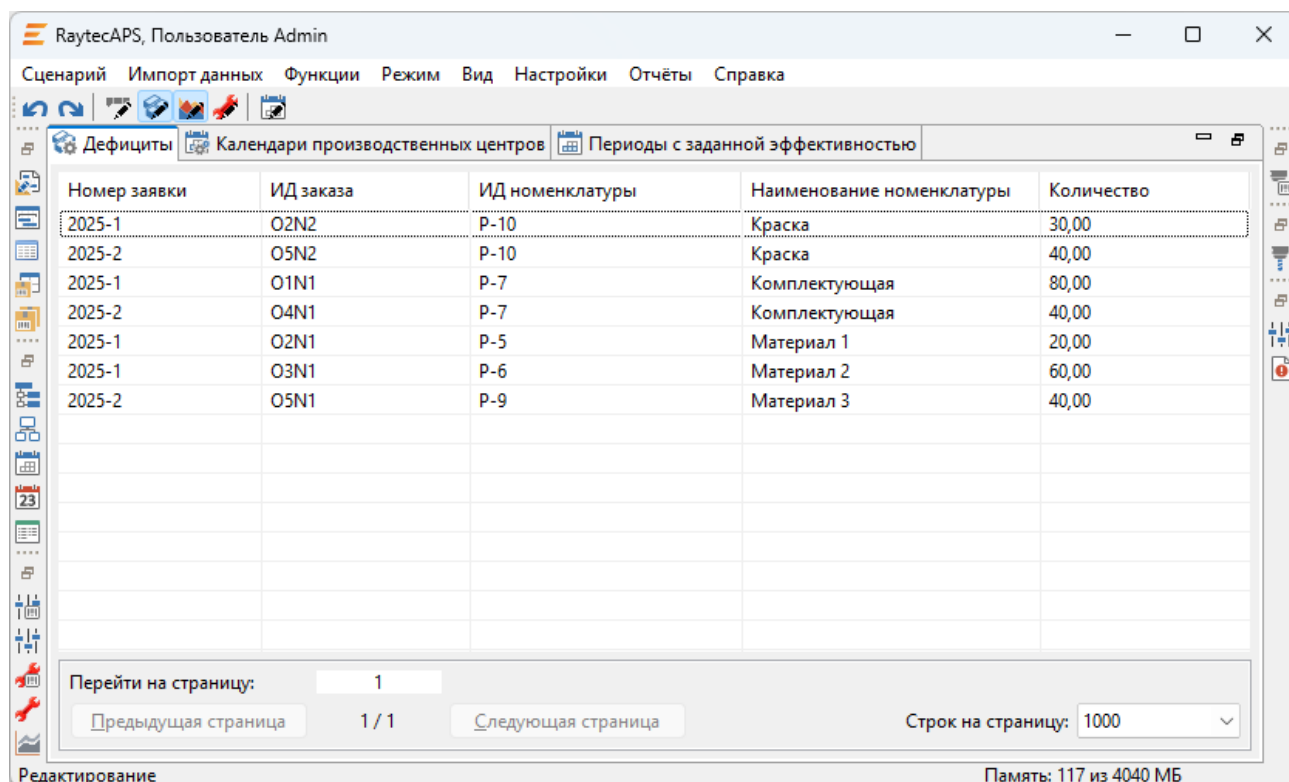 RaytecAPS, Пользователь Admin
Сценарий Импорт данных Функции Режим Вид Настройки Отчёты Справка
Дефициты Календари производственных центров Периоды с заданной эффективностью
Номер заявки ИД заказа ИД номенклатуры Наименование номенклатуры Количество
2025-1 O2N2 P-10 Краска 30,00
2025-2 O5N2 P-10 Краска 40,00
2025-1 O1N1 P-7 Комплектующая 80,00
2025-2 O4N1 P-7 Комплектующая 40,00
2025-1 O2N1 P-5 Материал 1 20,00
2025-1 O3N1 P-6 Материал 2 60,00
2025-2 O5N1 P-9 Материал 3 40,00
23
Перейти на страницу: 1
Предыдущая страница 1 / 1 Следующая страница Строк на страницу: 1000
Редактирование Память: 117 из 4040 МБ